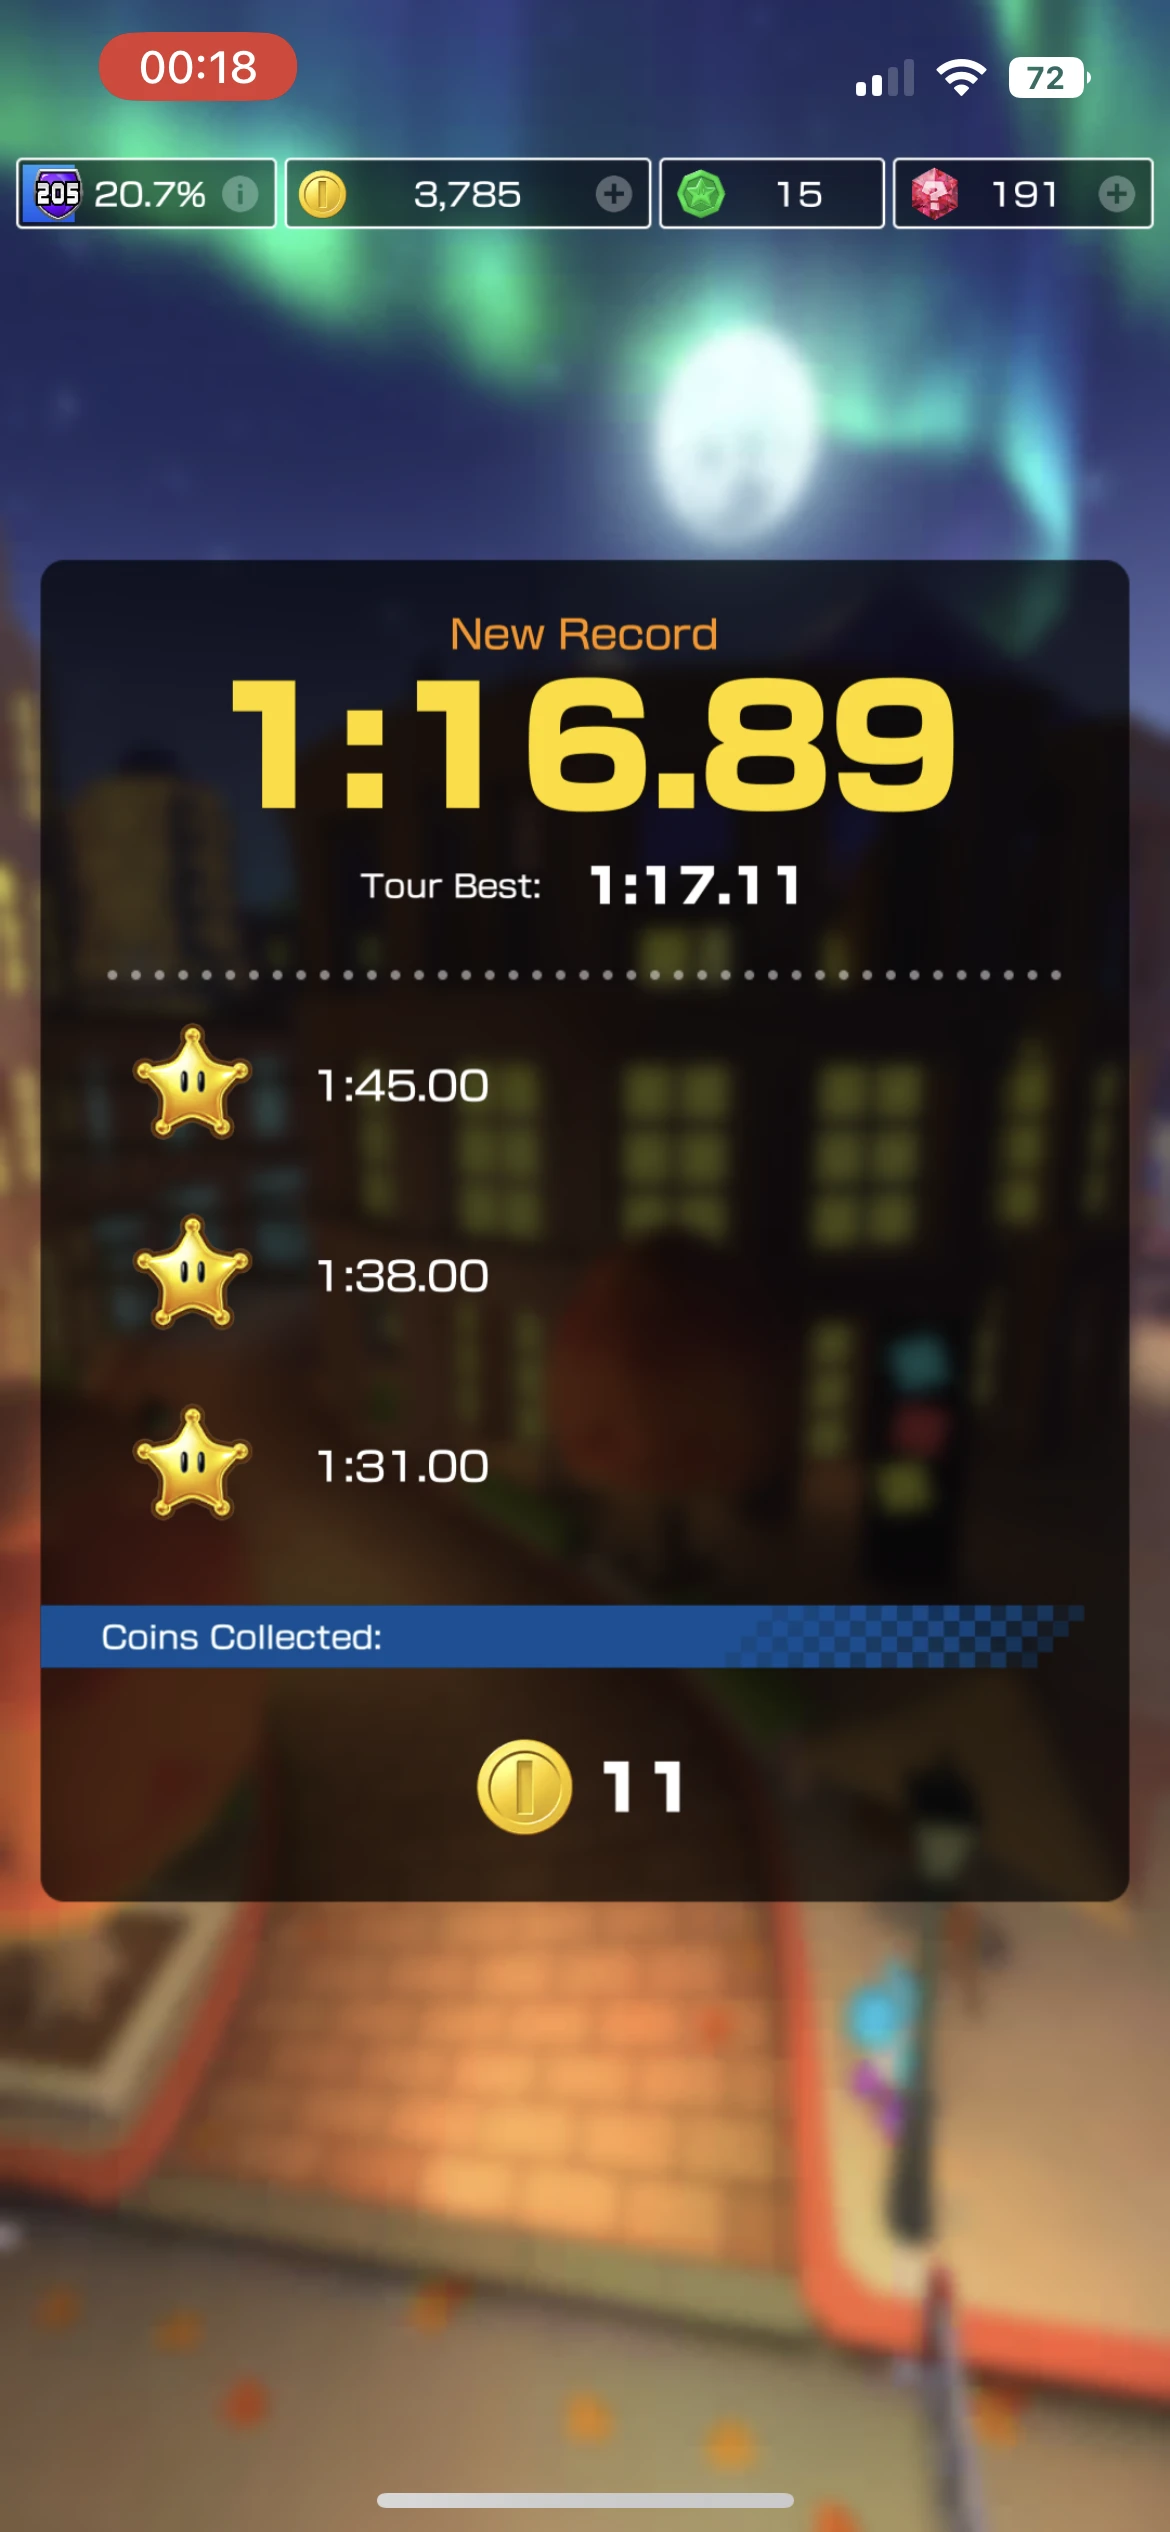 00:18
72
205 20.7% i 3,785 + 15 ? 191 +
New Record
1:16.89
Tour Best: 1:17.11
1:45.00
1:38.00
1:31.00
Coins Collected:
11